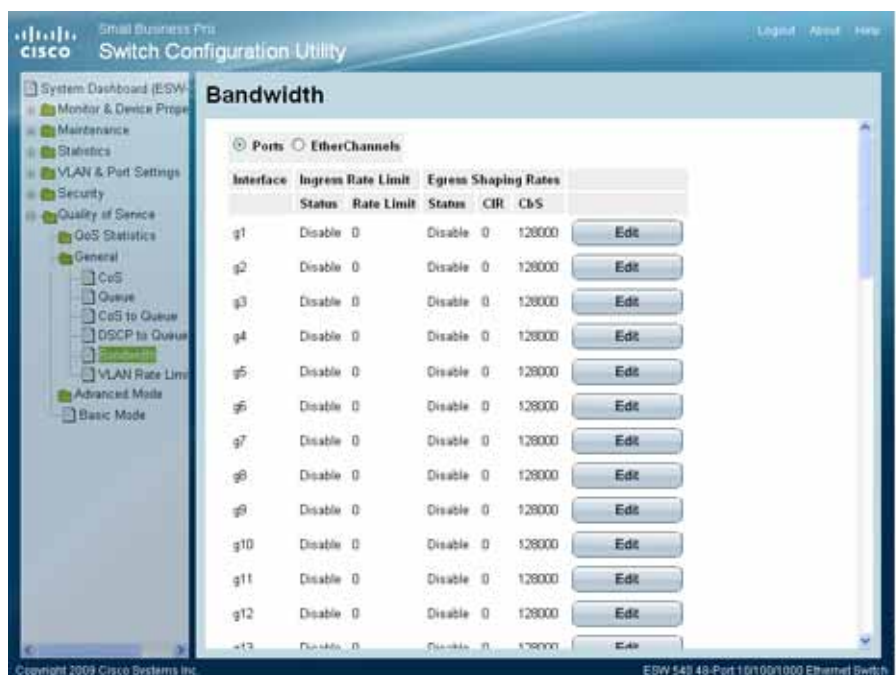 CISCO
Small Business Pro
Switch Configuration Utility
Logout About Help
System Dashboard (ESW-
Monitor & Device Prope
Maintenance
Statistics
VLAN & Port Settings
Security
Quality of Service
QoS Statistics
General
CoS
Queue
CoS to Queue
DSCP to Queue
Bandwidth
VLAN Rate Limi
Advanced Mode
Basic Mode
Bandwidth
Ports EtherChannels
Interface Ingress Rate Limit Egress Shaping Rates
Status Rate Limit Status CIR CbS
g1 Disable 0 Disable 0 128000 Edit
g2 Disable 0 Disable 0 128000 Edit
g3 Disable 0 Disable 0 128000 Edit
g4 Disable 0 Disable 0 128000 Edit
g5 Disable 0 Disable 0 128000 Edit
g6 Disable 0 Disable 0 128000 Edit
g7 Disable 0 Disable 0 128000 Edit
g8 Disable 0 Disable 0 128000 Edit
g9 Disable 0 Disable 0 128000 Edit
g10 Disable 0 Disable 0 128000 Edit
g11 Disable 0 Disable 0 128000 Edit
g12 Disable 0 Disable 0 128000 Edit
g13 Disable 0 Disable 0 128000 Edit
Copyright 2009 Cisco Systems Inc.
ESW 540 48-Port 10/100/1000 Ethernet Switch